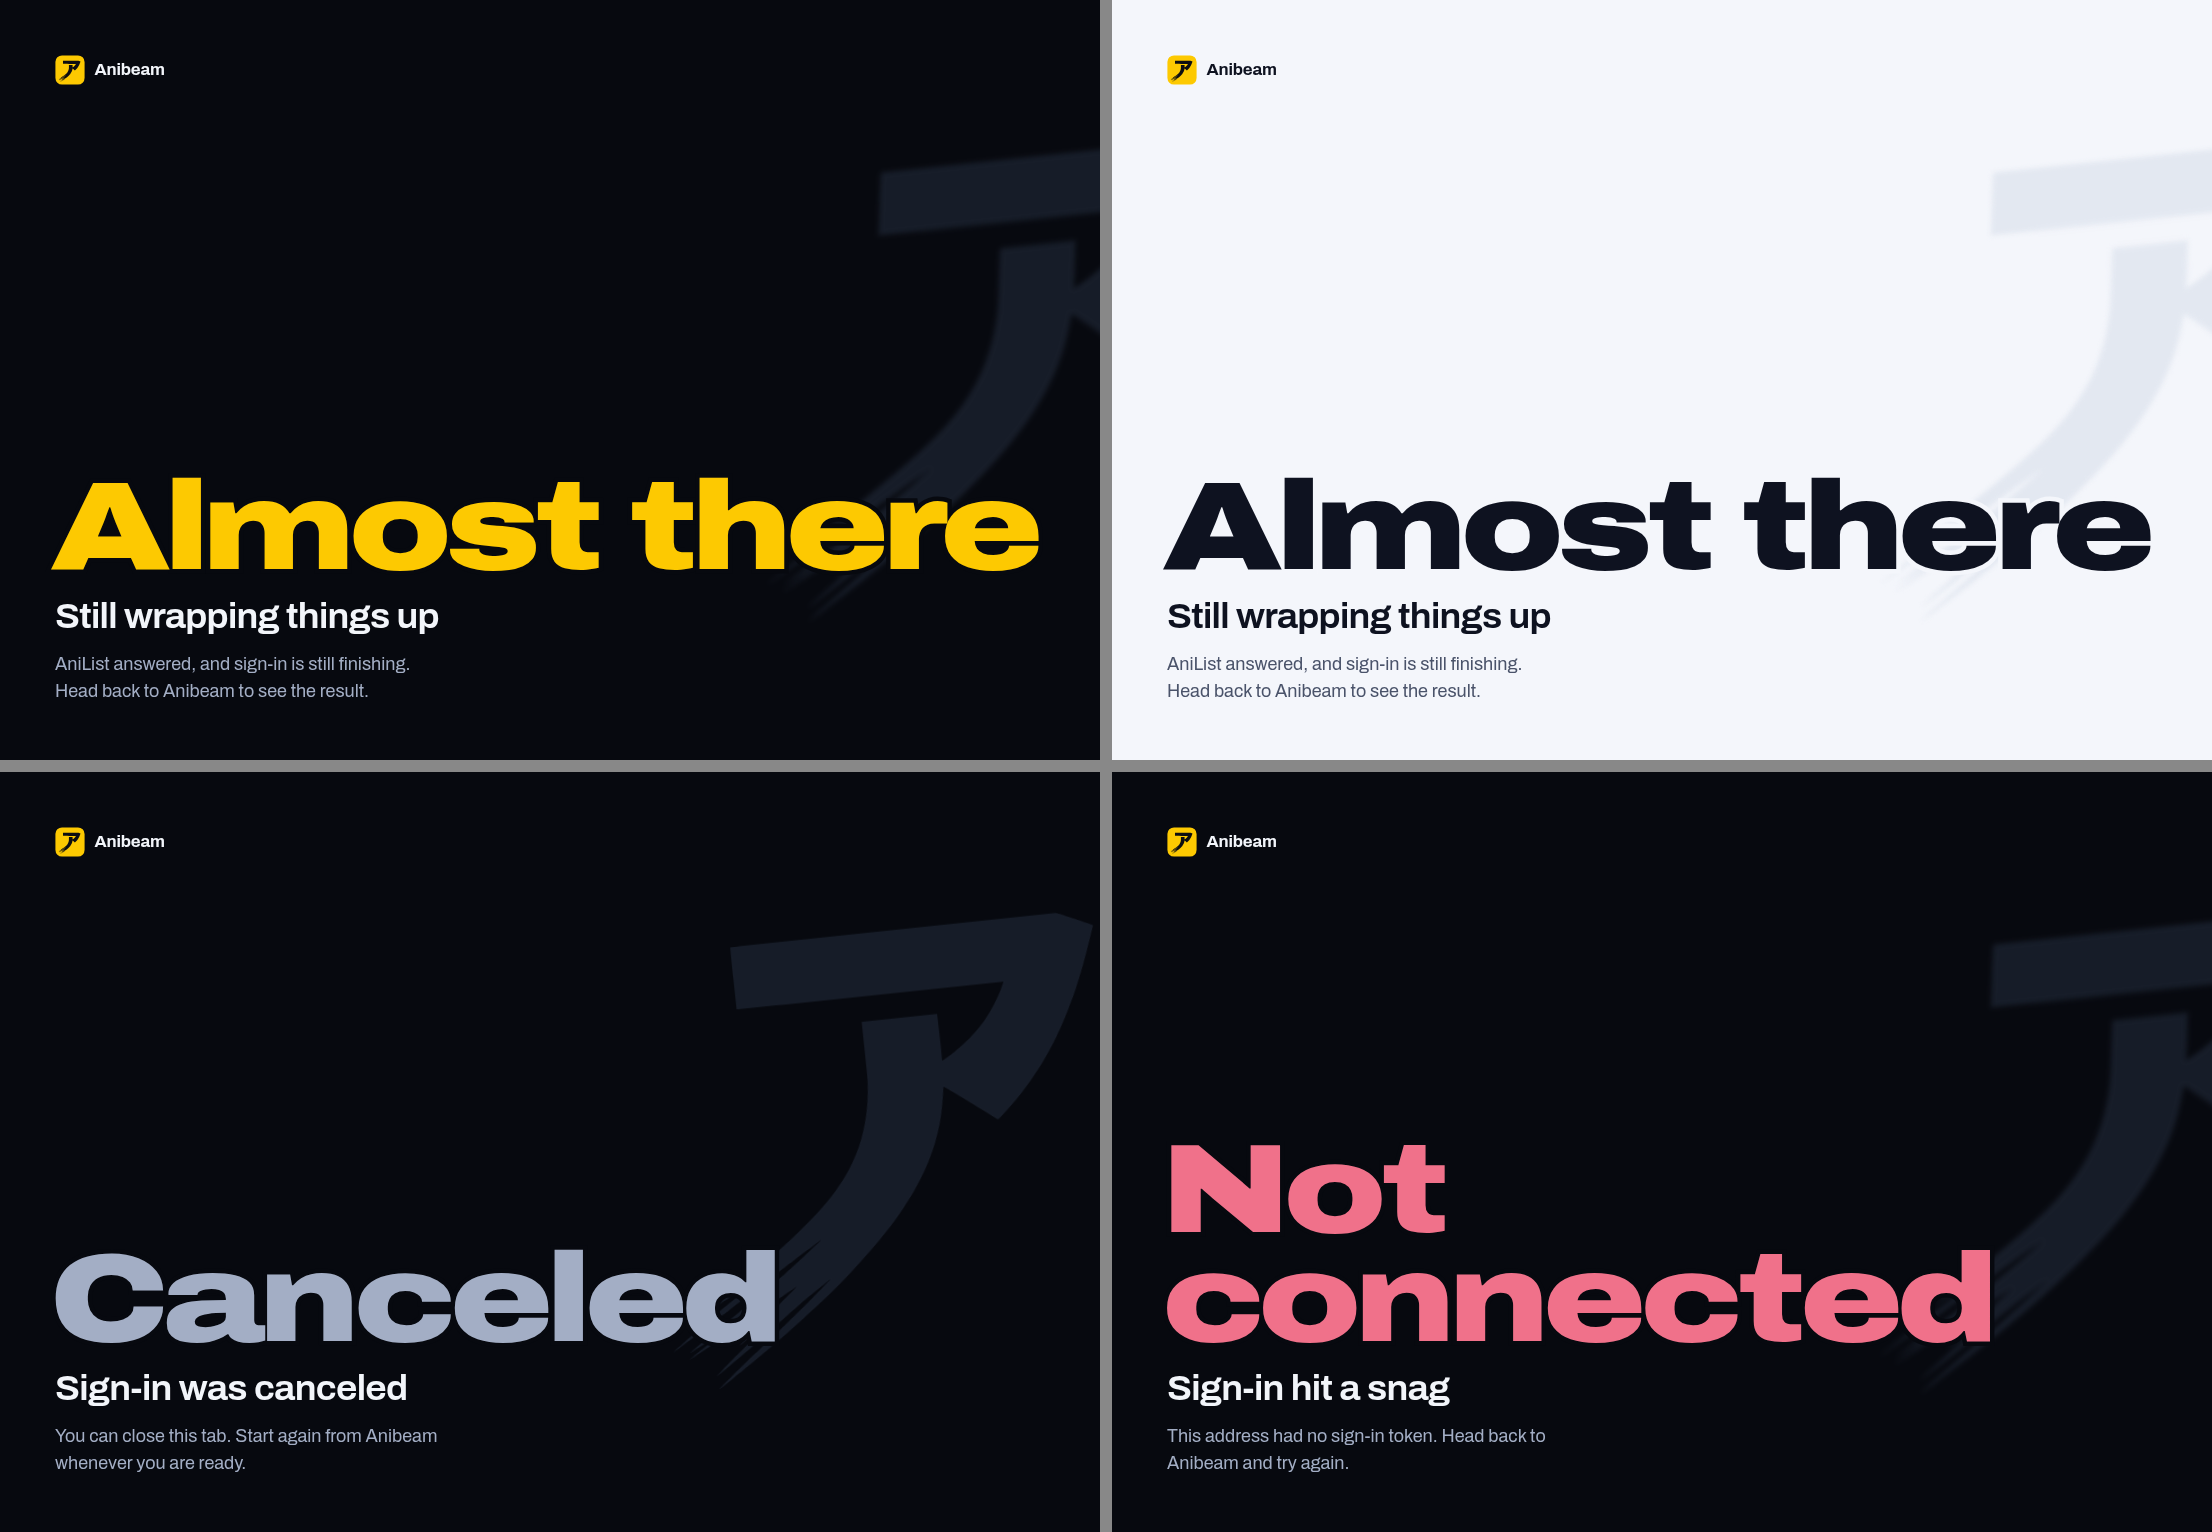 Anibeam
Almost there
Still wrapping things up
AniList answered, and sign-in is still finishing.
Head back to Anibeam to see the result.
Anibeam
Almost there
Still wrapping things up
AniList answered, and sign-in is still finishing.
Head back to Anibeam to see the result.
Anibeam
Canceled
Sign-in was canceled
You can close this tab. Start again from Anibeam
whenever you are ready.
Anibeam
Not
connected
Sign-in hit a snag
This address had no sign-in token. Head back to
Anibeam and try again.